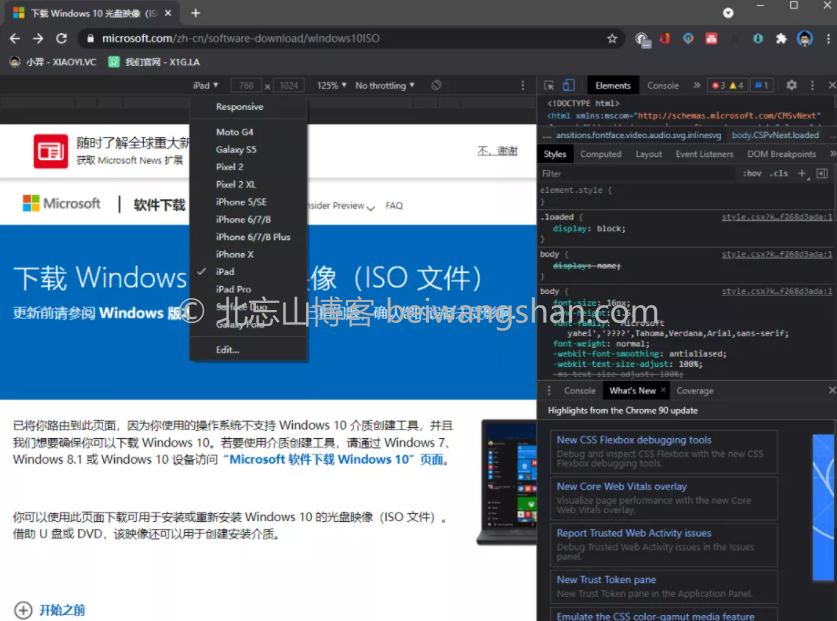 下载 Windows 10 光盘映像 (IS
microsoft.com/zh-cn/software-download/windows10ISO
小羿 - XIAOYI.VC
我们官网 - X1G.LA
iPad
768 x 1024
125%
No throttling
Elements
Console
3
4
1
Responsive
Moto G4
Galaxy S5
Pixel 2
Pixel 2 XL
iPhone 5/SE
iPhone 6/7/8
iPhone 6/7/8 Plus
iPhone X
iPad
iPad Pro
Surface Duo
Galaxy Fold
Edit...
随时了解全球重大新
获取 Microsoft News 扩展
不，谢谢
Microsoft
软件下载
nsider Preview
FAQ
下载 Windows
像（ISO 文件）
更新前请参阅 Windows 版本
© 北忘山博客 beiwangshan.com
已将你路由到此页面，因为你使用的操作系统不支持 Windows 10 介质创建工具，并且
我们想要确保你可以下载 Windows 10。若要使用介质创建工具，请通过 Windows 7、
Windows 8.1 或 Windows 10 设备访问“Microsoft 软件下载 Windows 10”页面。
你可以使用此页面下载可用于安装或重新安装 Windows 10 的光盘映像（ISO 文件）。
借助 U 盘或 DVD，该映像还可以用于创建安装介质。
开始之前
<!DOCTYPE html>
<html xmlns:mscom="http://schemas.microsoft.com/CMSvNext"
... ansitions.fontface.video.audio.svg.inlinesvg
body.CSPvNext.loaded
Styles
Computed
Layout
Event Listeners
DOM Breakpoints
Filter
:hov .cls +
element.style {
}
.loaded {
style.csx?k…f268d3ada:1
display: block;
}
body {
style.csx?k…f268d3ada:1
display: none;
}
body {
style.csx?k…f268d3ada:1
font-size: 16px;
font-family: 'Microsoft
yahei','????',Tahoma,Verdana,Arial,sans-serif;
font-weight: normal;
-webkit-font-smoothing: antialiased;
-webkit-text-size-adjust: 100%;
-ms-text-size-adjust: 100%;
Console
What's New
Coverage
Highlights from the Chrome 90 update
New CSS Flexbox debugging tools
Debug and inspect CSS Flexbox with the new CSS
Flexbox debugging tools.
New Core Web Vitals overlay
Visualize page performance with the new Core
Web Vitals overlay.
Report Trusted Web Activity issues
Debug Trusted Web Activity issues in the Issues
panel.
New Trust Token pane
New Trust Token pane in the Application Panel.
Emulate the CSS color-gamut media feature